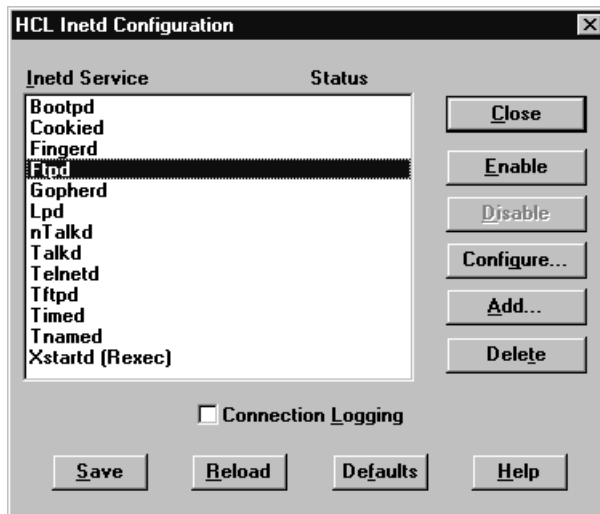 HCL Inetd Configuration
Inetd Service Status
Bootpd
Cookied
Fingerd
Ftpd
Gopherd
Lpd
nTalkd
Talkd
Telnetd
Tftpd
Timed
Tnamed
Xstartd (Rexec)
Close
Enable
Disable
Configure...
Add...
Delete
Connection Logging
Save Reload Defaults Help